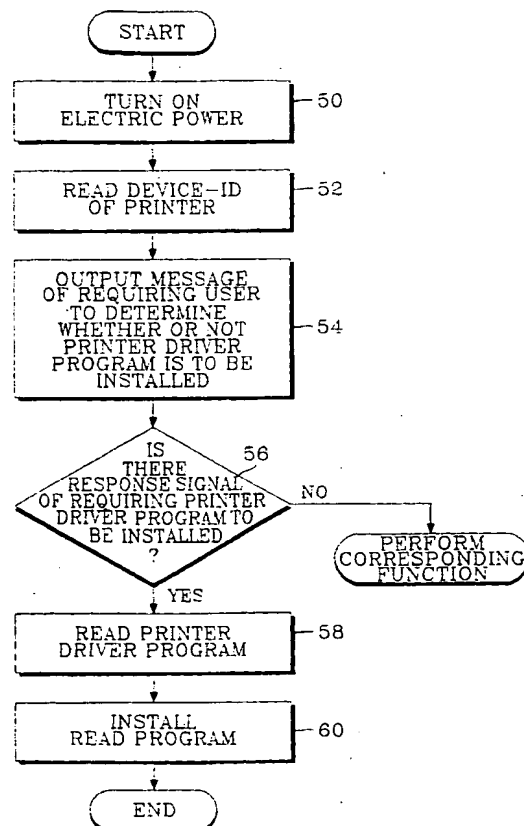 START
TURN ON
ELECTRIC POWER
50
READ DEVICE-ID
OF PRINTER
52
OUTPUT MESSAGE
OF REQUIRING USER
TO DETERMINE
WHETHER OR NOT
PRINTER DRIVER
PROGRAM IS TO BE
INSTALLED
54
IS
THERE
RESPONSE SIGNAL
OF REQUIRING PRINTER
DRIVER PROGRAM TO
BE INSTALLED
?
56
NO
PERFORM
CORRESPONDING
FUNCTION
YES
READ PRINTER
DRIVER PROGRAM
58
INSTALL
READ PROGRAM
60
END